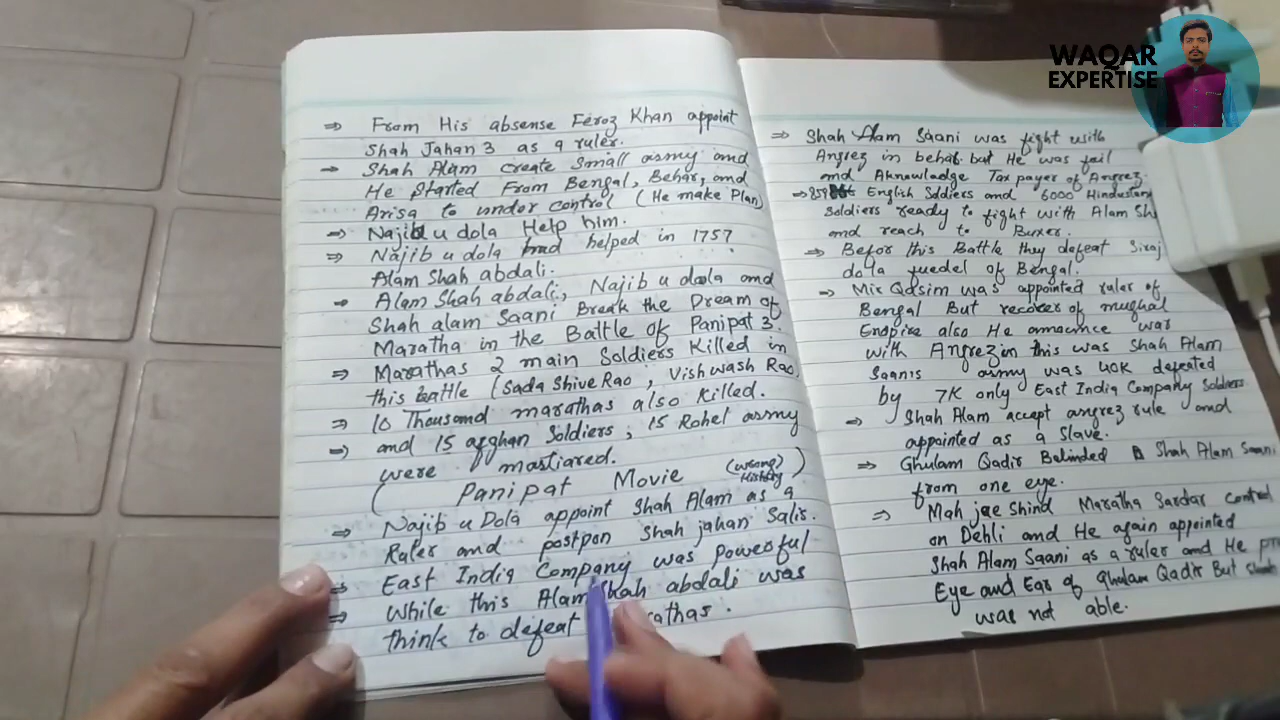 ⇒ From His absense Feroz Khan appoint
Shah Jahan 3 as a ruler.
→ Shah Alam create Small army and
He Started From Bengal, Behar, and
Arisa to under control (He make Plan)
⇒ Najib u dola Help him.
⇒ Najib u dola had helped in 1757
Alam Shah abdali.
→ Alam Shah abdali, Najib u dola and
Shah alam Saani Break the Dream of
Maratha in the Battle of Panipat 3.
⇒ Marathas 2 main Soldiers Killed in
this battle (Sada Shive Rao, Vishwash Rao)
⇒ 10 Thousand marathas also killed.
⇒ and 15 afghan Soldiers, 15 Rohel army
were mastiared.
( Panipat Movie (wrong) History )
⇒ Najib u Dola appoint Shah Alam as a
Ruler and postpon Shah jahan Salis.
⇒ East India Company was powerful
⇒ While this Alam Shah abdali was
think to defeat rathas.
WAQAR
EXPERTISE
⇒ Shah Alam Saani was fight with
Angrez in behar but He was fail
and Aknowladge Tax payer of Angrez.
→ 859 English Soldiers and 6000 Hindustani
Soldiers ready to fight with Alam Sh
and reach to Buxer.
⇒ Befor this Battle they defeat Siraj
dola fuedel of Bengal.
→ Mir Qasim was appointed ruler of
Bengal But recover of mughal
Empire also He announce war
with Angrez in this was Shah Alam
Saanis army was 40K defeated
by 7K only East India Company Soldiers
⇒ Shah Alam accept angrez rule and
appointed as a Slave.
⇒ Ghulam Qadir Belinded Shah Alam Saani
from one eye.
⇒ Mah jee Shind Maratha Sardar control
on Dehli and He again appointed
Shah Alam Saani as a ruler and He
Eye and Ear of Ghulam Qadir But
was not able.